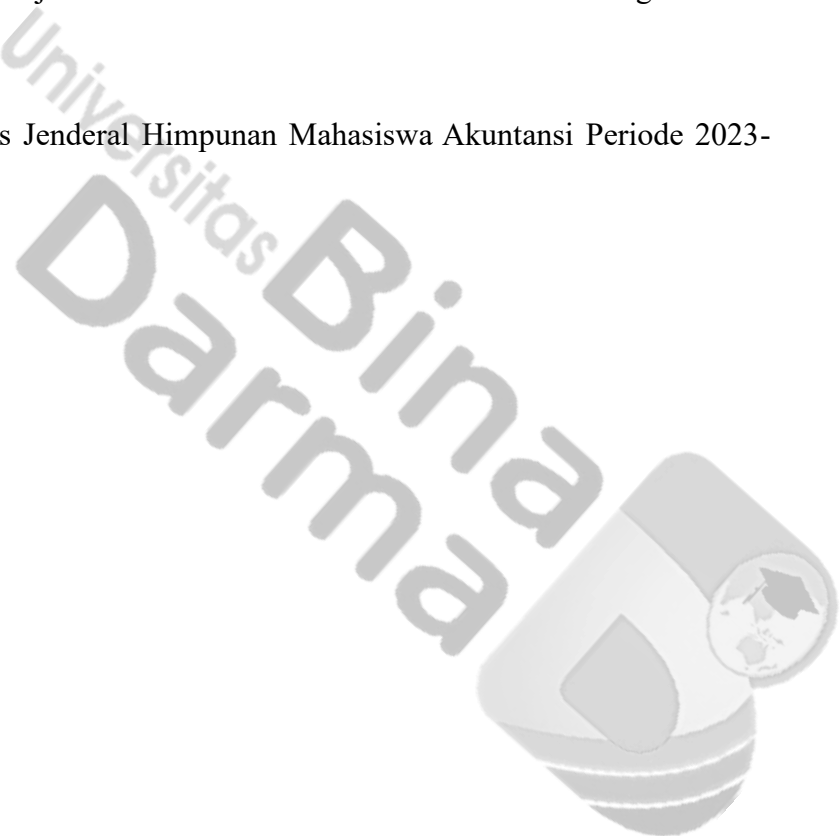 s Jenderal Himpunan Mahasiswa Akuntansi Periode 2023-
Universitas
Bina
Darma